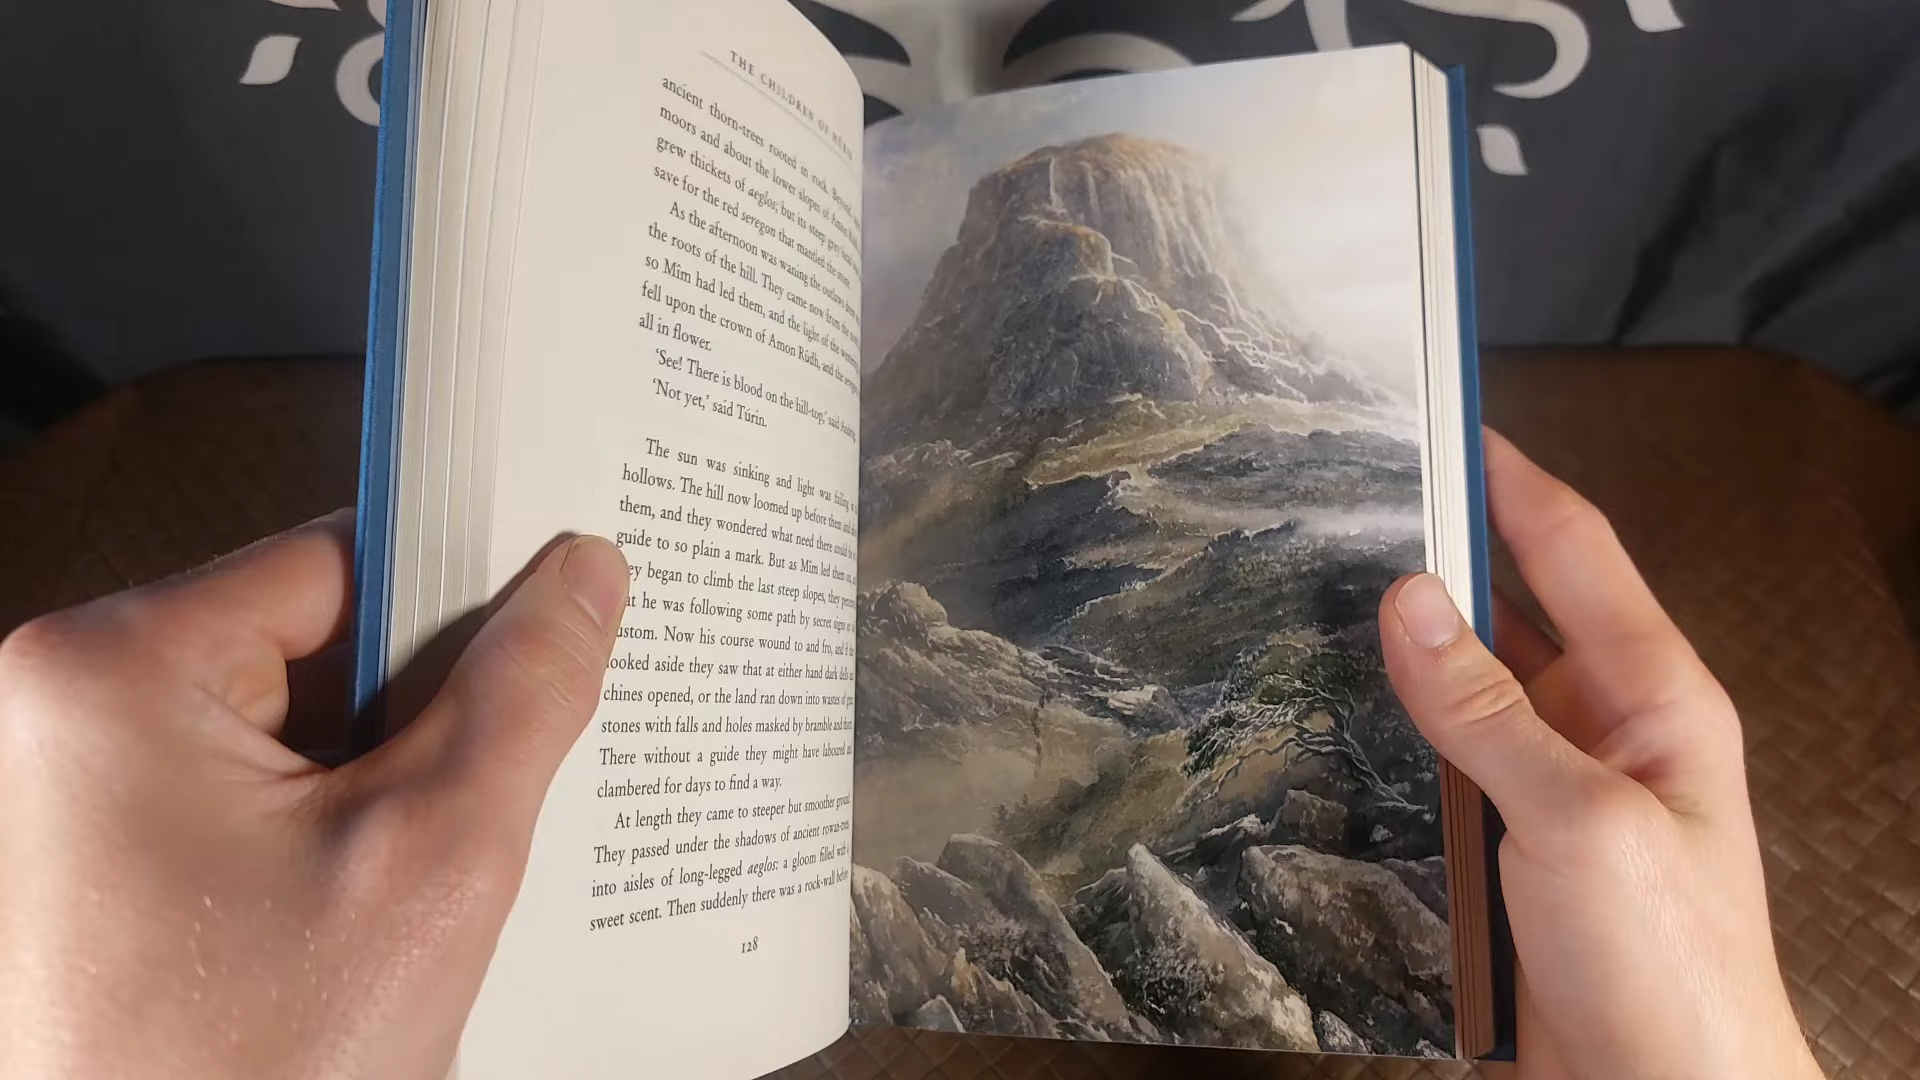 THE CHILDREN OF HÚRIN
ancient thorn-trees rooted in rock. Beyond,
moors and about the lower slopes of Amon Rûdh
grew thickets of aeglos; but its steep grey head was
save for the red seregon that mantled the stone.
As the afternoon was waning the outlaws drew
the roots of the hill. They came now from the north
so Mîm had led them, and the light of the westering
fell upon the crown of Amon Rûdh, and the seregon
all in flower.
‘See! There is blood on the hill-top,’ said Andróg.
‘Not yet,’ said Túrin.
The sun was sinking and light was failing
hollows. The hill now loomed up before them and
them, and they wondered what need there could be
guide to so plain a mark. But as Mîm led them on,
ey began to climb the last steep slopes, they
at he was following some path by secret signs or
ustom. Now his course wound to and fro, and if
looked aside they saw that at either hand dark dells and
chines opened, or the land ran down into wastes of great
stones with falls and holes masked by bramble and thorn.
There without a guide they might have laboured and
clambered for days to find a way.
At length they came to steeper but smoother ground.
They passed under the shadows of ancient rowan-trees
into aisles of long-legged aeglos: a gloom filled with a
sweet scent. Then suddenly there was a rock-wall before
128